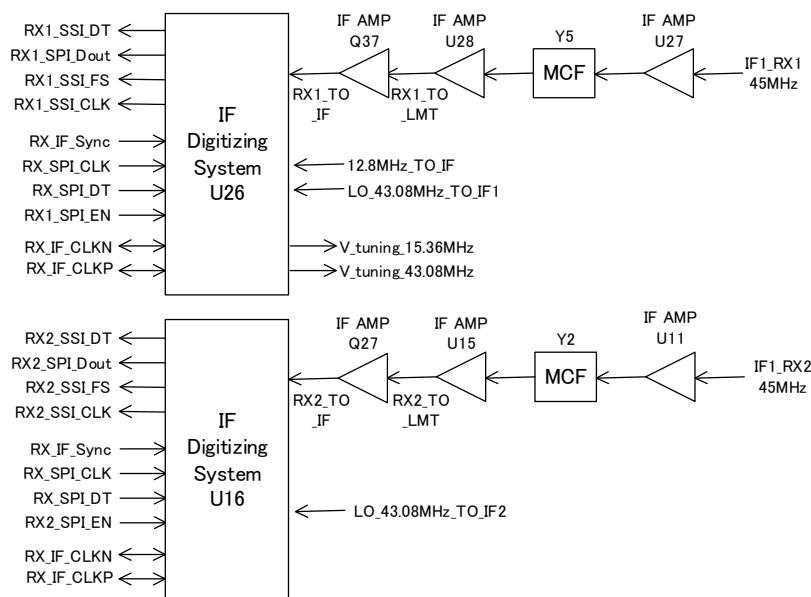 RX1_SSI_DT
RX1_SPI_Dout
RX1_SSI_FS
RX1_SSI_CLK
RX_IF_Sync
RX_SPI_CLK
RX_SPI_DT
RX1_SPI_EN
RX_IF_CLKN
RX_IF_CLKP
IF
Digitizing
System
U26
IF AMP
Q37
IF AMP
U28
Y5
MCF
IF AMP
U27
IF1_RX1
45MHz
RX1_TO
_IF
RX1_TO
_LMT
12.8MHz_TO_IF
LO_43.08MHz_TO_IF1
V_tuning_15.36MHz
V_tuning_43.08MHz
RX2_SSI_DT
RX2_SPI_Dout
RX2_SSI_FS
RX2_SSI_CLK
RX_IF_Sync
RX_SPI_CLK
RX_SPI_DT
RX2_SPI_EN
RX_IF_CLKN
RX_IF_CLKP
IF
Digitizing
System
U16
IF AMP
Q27
IF AMP
U15
Y2
MCF
IF AMP
U11
IF1_RX2
45MHz
RX2_TO
_IF
RX2_TO
_LMT
LO_43.08MHz_TO_IF2